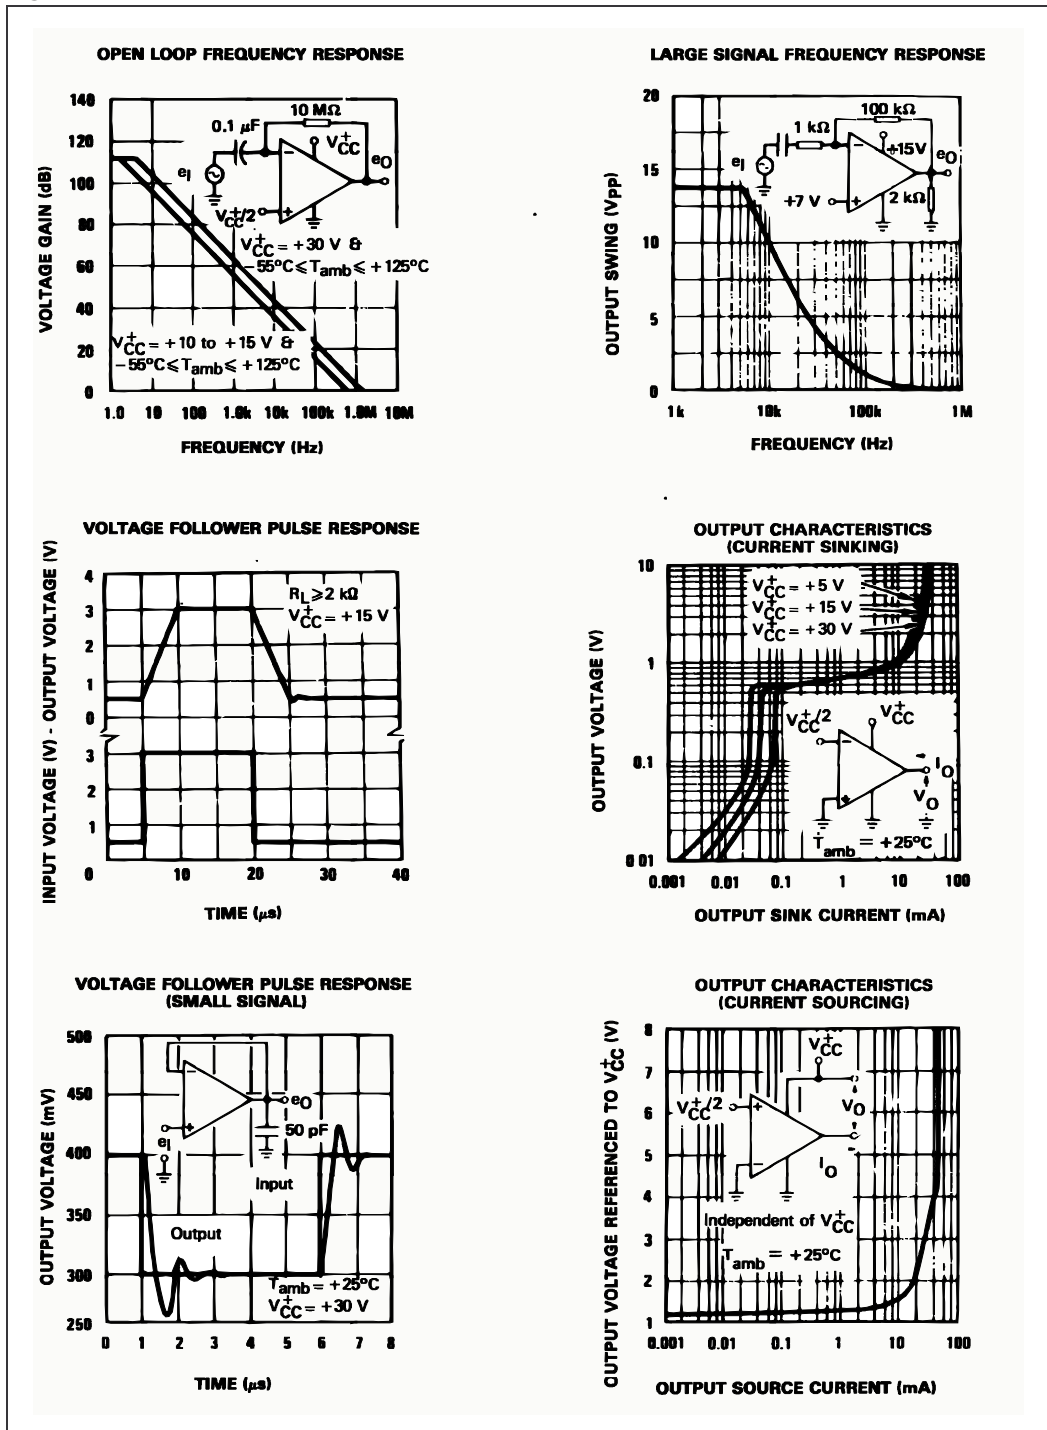 OPEN LOOP FREQUENCY RESPONSE
140
120
100
80
60
40
20
0
VOLTAGE GAIN (dB)
10 MΩ
0.1 μF
V+CC
eI
eO
V+CC/2
V+CC = +30 V &
-55°C ⩽ Tamb ⩽ +125°C
V+CC = +10 to +15 V &
-55°C ⩽ Tamb ⩽ +125°C
1.0 10 100 1.0k 10k 100k 1.0M 10M
FREQUENCY (Hz)
LARGE SIGNAL FREQUENCY RESPONSE
20
15
10
5
0
OUTPUT SWING (VPP)
100 kΩ
1 kΩ
+15V
eI
eO
+7 V
2 kΩ
1k 10k 100k 1M
FREQUENCY (Hz)
VOLTAGE FOLLOWER PULSE RESPONSE
INPUT VOLTAGE (V) - OUTPUT VOLTAGE (V)
4
3
2
1
0
3
2
1
RL ⩾ 2 kΩ
V+CC = +15 V
0 10 20 30 40
TIME (μs)
OUTPUT CHARACTERISTICS
(CURRENT SINKING)
10
1
0.1
0 01
OUTPUT VOLTAGE (V)
V+CC = +5 V
V+CC = +15 V
V+CC = +30 V
V+CC/2
V+CC
IO
VO
Tamb = +25°C
0.001 0.01 0.1 1 10 100
OUTPUT SINK CURRENT (mA)
VOLTAGE FOLLOWER PULSE RESPONSE
(SMALL SIGNAL)
500
450
400
350
300
250
OUTPUT VOLTAGE (mV)
eO
50 pF
eI
Input
Output
Tamb = +25°C
V+CC = +30 V
0 1 2 3 4 5 6 7 8
TIME (μs)
OUTPUT CHARACTERISTICS
(CURRENT SOURCING)
8
7
6
5
4
3
2
1
OUTPUT VOLTAGE REFERENCED TO V+CC (V)
V+CC
V+CC/2
VO
IO
Independent of V+CC
Tamb = +25°C
0.001 0.01 0.1 1 10 100
OUTPUT SOURCE CURRENT (mA)